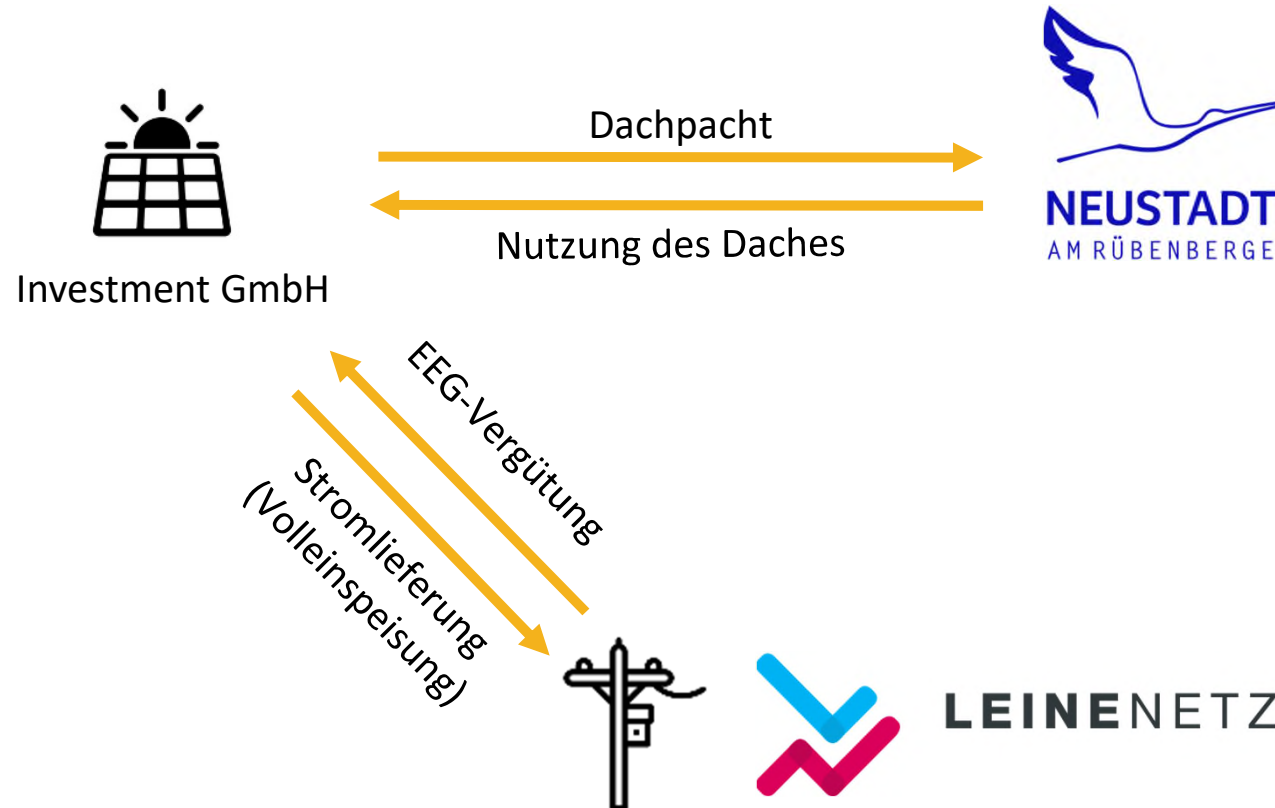 Dachpacht
Nutzung des Daches
Investment GmbH
NEUSTADT
AM RÜBENBERGE
EEG-Vergütung
Stromlieferung
(Volleinspeisung)
LEINENETZ